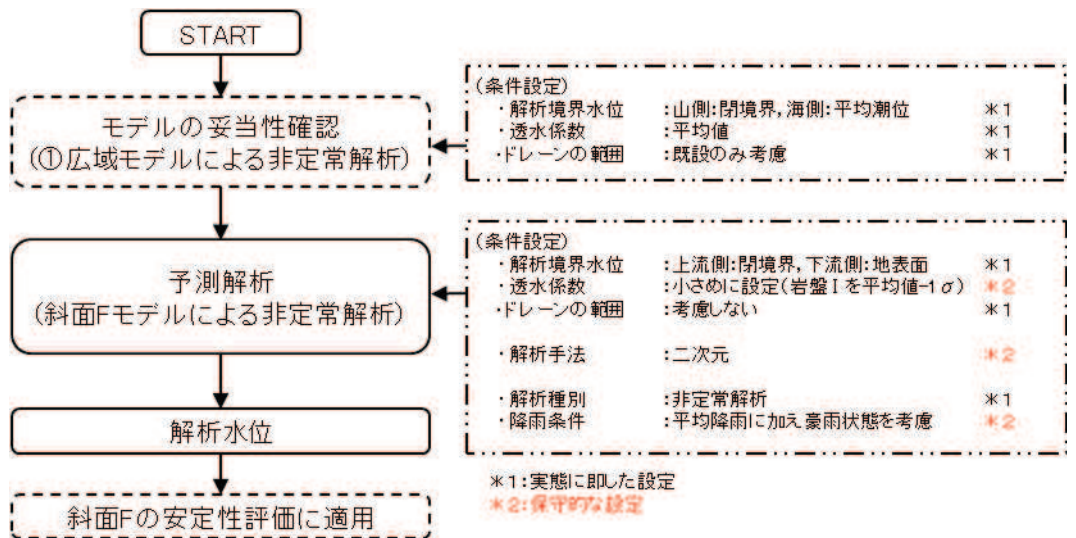 START
モデルの妥当性確認
(①広域モデルによる非定常解析)
(条件設定)
・解析境界水位 :山側:閉境界,海側:平均潮位 *1
・透水係数 :平均値 *1
・ドレーンの範囲 :既設のみ考慮 *1
予測解析
(斜面Fモデルによる非定常解析)
(条件設定)
・解析境界水位 :上流側:閉境界,下流側:地表面 *1
・透水係数 :小さめに設定(岩盤Ⅰを平均値-1σ) *2
・ドレーンの範囲 :考慮しない *1
・解析手法 :二次元 *2
・解析種別 :非定常解析 *1
・降雨条件 :平均降雨に加え豪雨状態を考慮 *2
解析水位
*1:実態に即した設定
*2:保守的な設定
斜面Fの安定性評価に適用